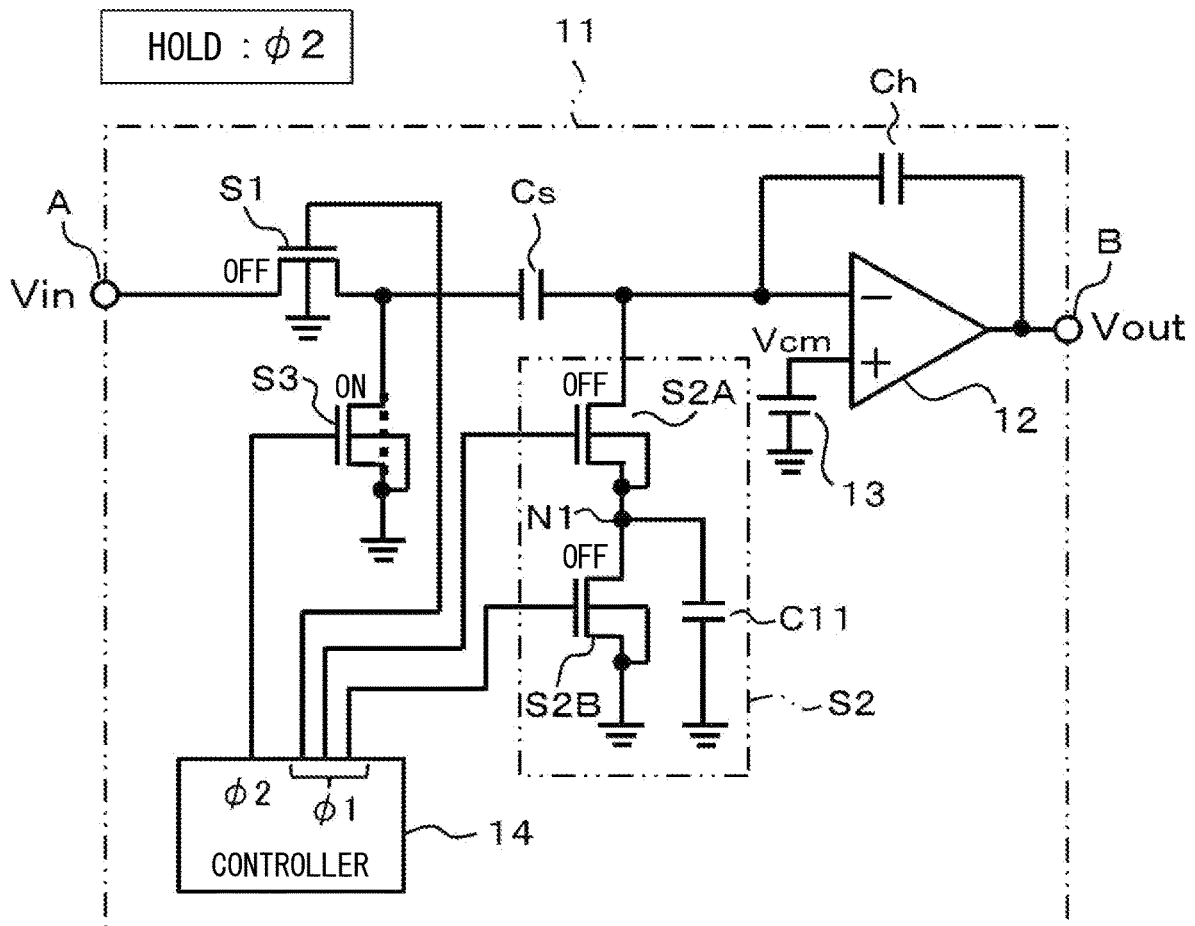 HOLD : φ2
11
Ch
S1
Cs
A
B
OFF
Vin
Vout
Vcm
S3
ON
OFF
S2A
12
13
N1
OFF
C11
S2B
S2
φ2
φ1
14
CONTROLLER